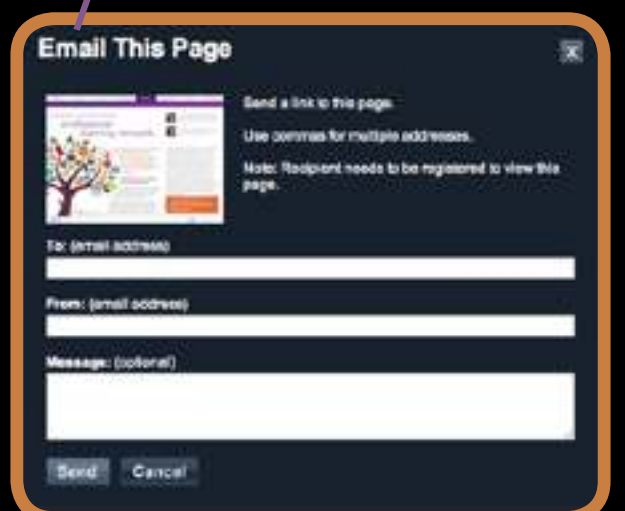 Email This Page
x
Send a link to this page.
Use commas for multiple addresses.
Note: Recipient needs to be registered to view this
page.
To: (email address)
From: (email address)
Message: (optional)
Send
Cancel